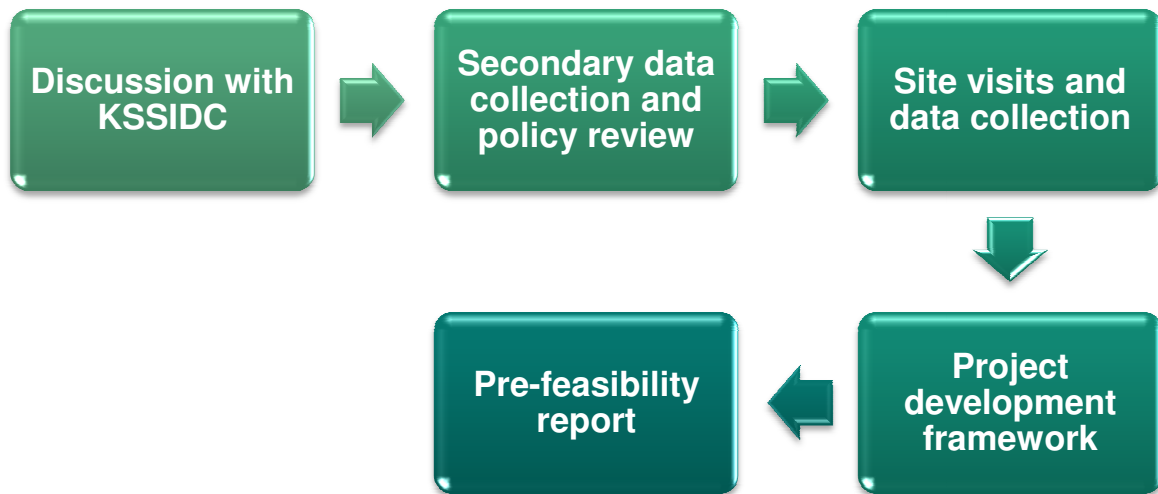 Discussion with
KSSIDC
Secondary data
collection and
policy review
Site visits and
data collection
Project
development
framework
Pre-feasibility
report